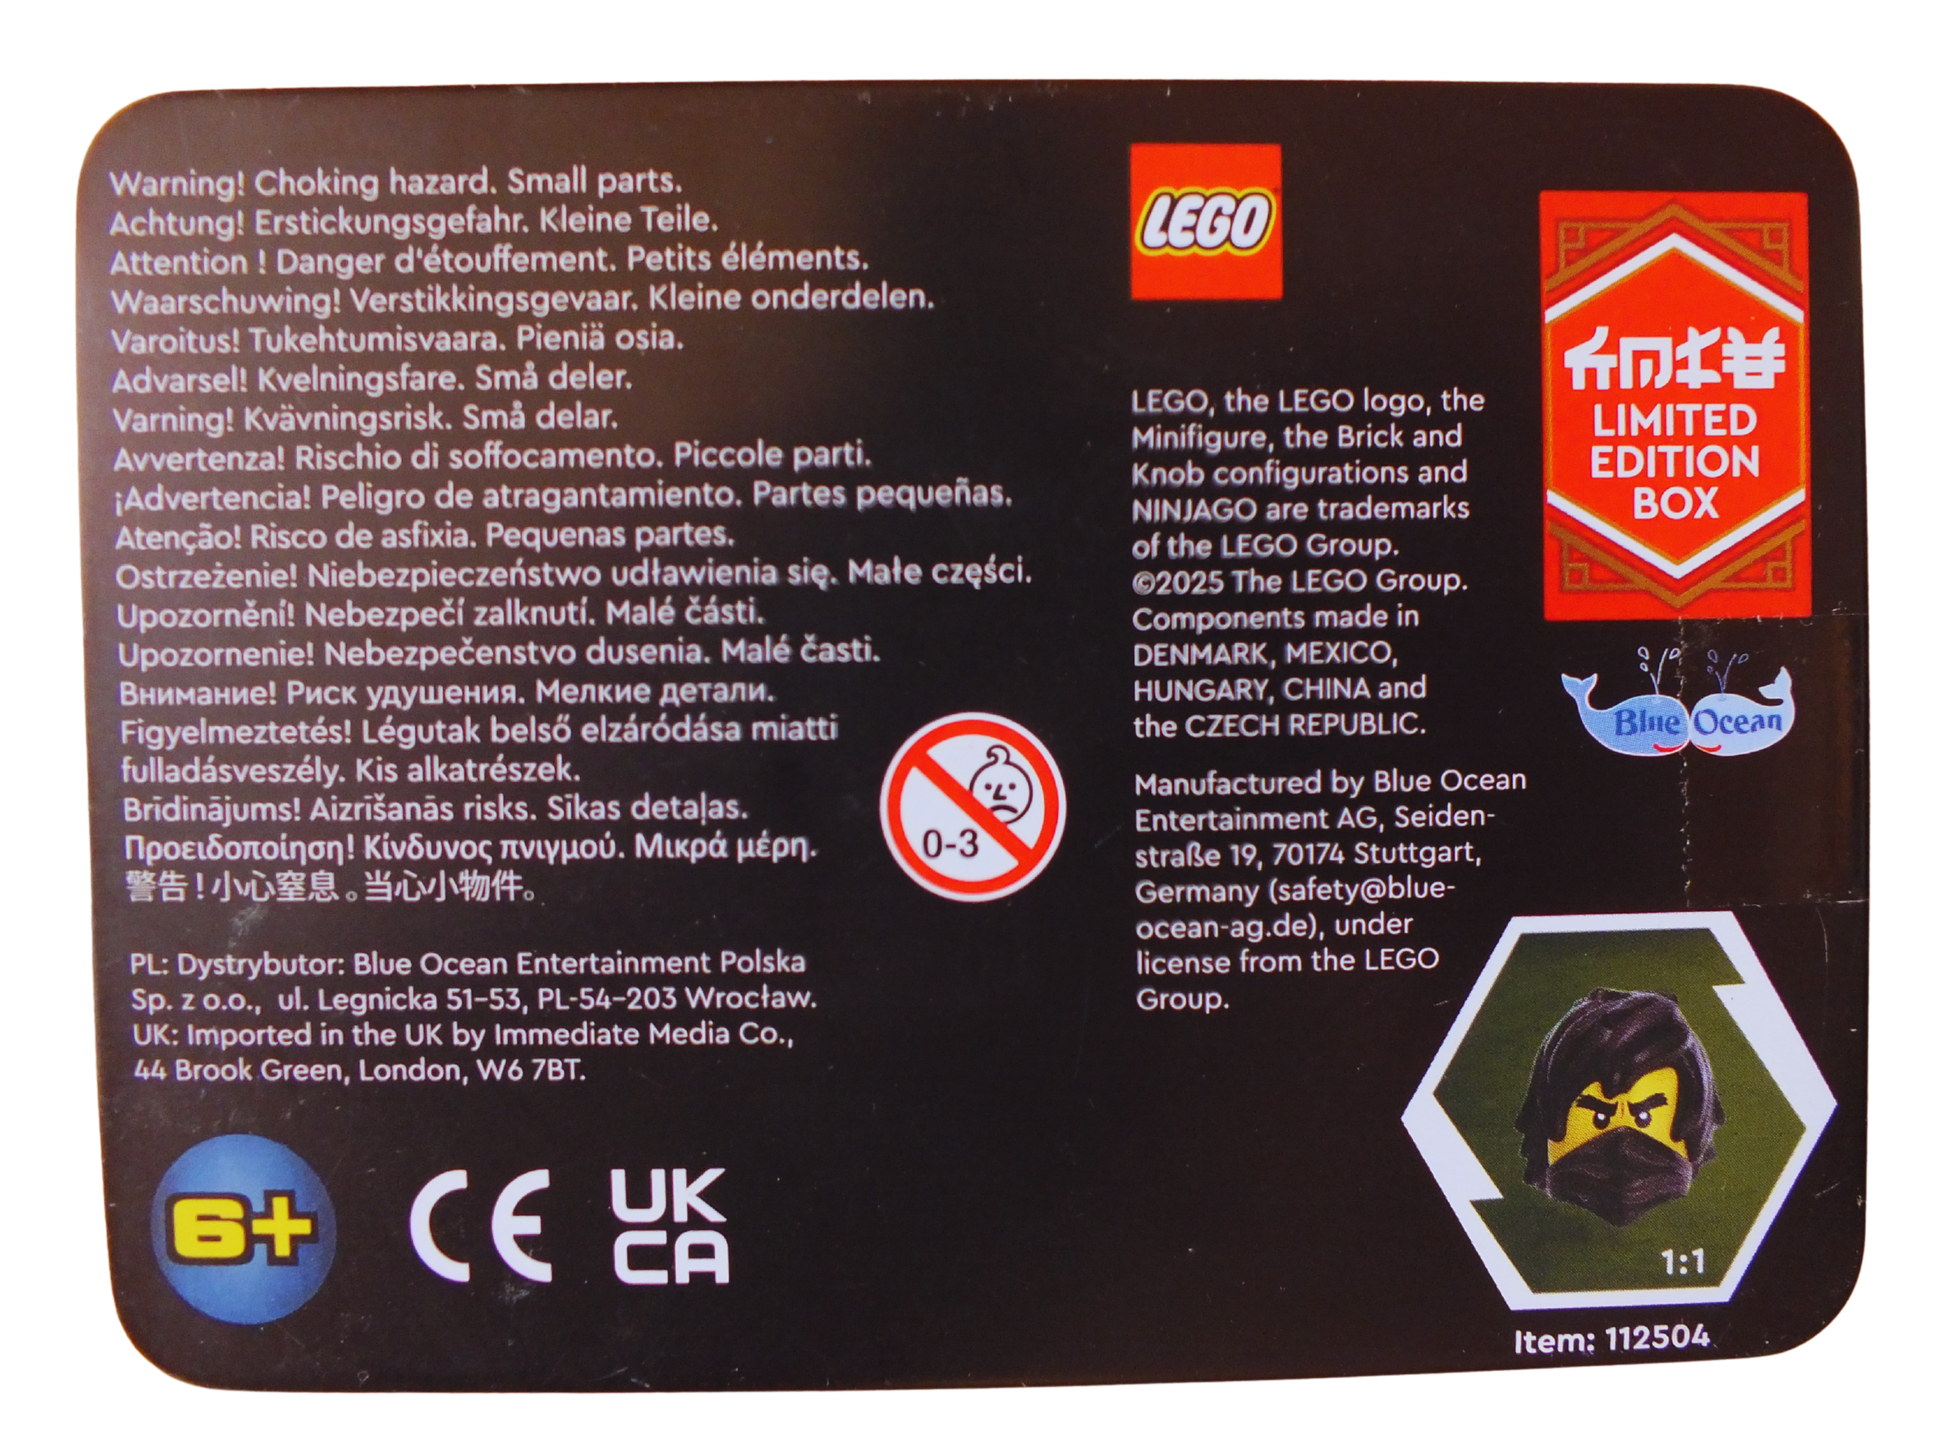 Warning! Choking hazard. Small parts.
Achtung! Erstickungsgefahr. Kleine Teile.
Attention ! Danger d'étouffement. Petits éléments.
Waarschuwing! Verstikkingsgevaar. Kleine onderdelen.
Varoitus! Tukehtumisvaara. Pieniä osia.
Advarsel! Kvelningsfare. Små deler.
Varning! Kvävningsrisk. Små delar.
Avvertenza! Rischio di soffocamento. Piccole parti.
¡Advertencia! Peligro de atragantamiento. Partes pequeñas.
Atenção! Risco de asfixia. Pequenas partes.
Ostrzeżenie! Niebezpieczeństwo udławienia się. Małe części.
Upozornění! Nebezpečí zalknutí. Malé části.
Upozornenie! Nebezpečenstvo dusenia. Malé časti.
Внимание! Риск удушения. Мелкие детали.
Figyelmeztetés! Légutak belső elzáródása miatti
fulladásveszély. Kis alkatrészek.
Brīdinājums! Aizrīšanās risks. Sīkas detaļas.
Προειδοποίηση! Κίνδυνος πνιγμού. Μικρά μέρη.
警告！小心窒息。当心小物件。
0-3
PL: Dystrybutor: Blue Ocean Entertainment Polska
Sp. z o.o., ul. Legnicka 51–53, PL-54–203 Wrocław.
UK: Imported in the UK by Immediate Media Co.,
44 Brook Green, London, W6 7BT.
6+
CE
UK
CA
LEGO
LEGO, the LEGO logo, the
Minifigure, the Brick and
Knob configurations and
NINJAGO are trademarks
of the LEGO Group.
©2025 The LEGO Group.
Components made in
DENMARK, MEXICO,
HUNGARY, CHINA and
the CZECH REPUBLIC.
Manufactured by Blue Ocean
Entertainment AG, Seiden-
straße 19, 70174 Stuttgart,
Germany (safety@blue-
ocean-ag.de), under
license from the LEGO
Group.
LIMITED
EDITION
BOX
Blue Ocean
1:1
Item: 112504